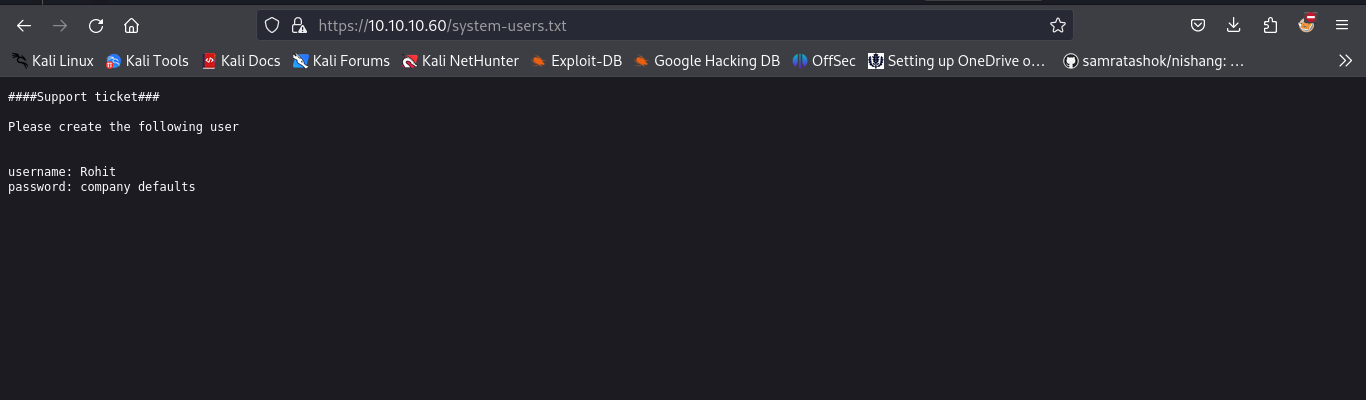 https://10.10.10.60/system-users.txt
Kali Linux Kali Tools Kali Docs Kali Forums Kali NetHunter Exploit-DB Google Hacking DB OffSec Setting up OneDrive o… samratashok/nishang: …
####Support ticket###
Please create the following user
username: Rohit
password: company defaults